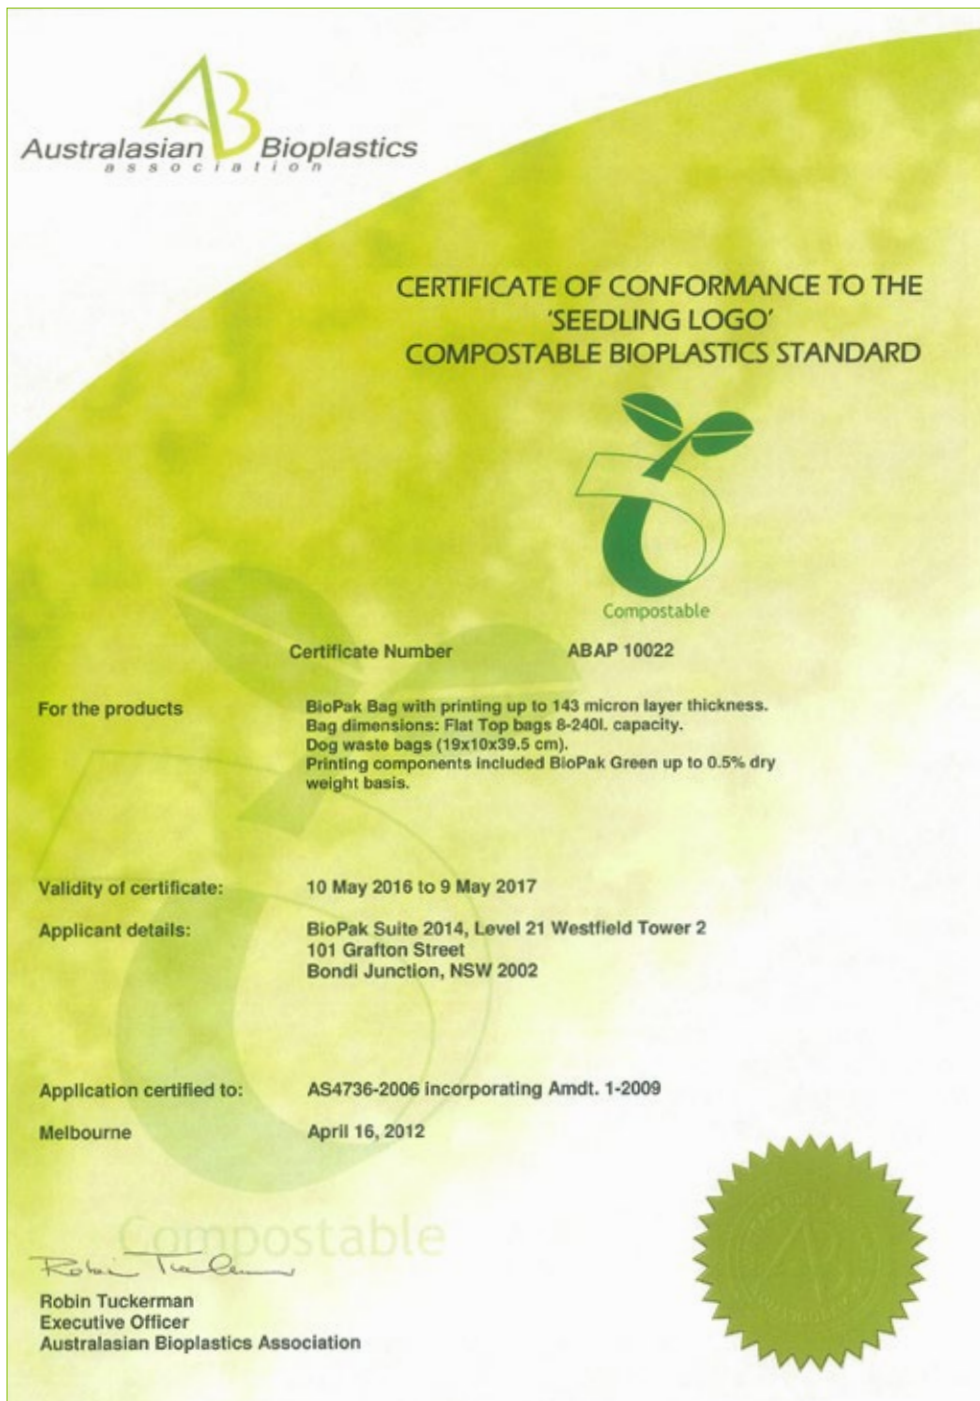 Australasian Bioplastics
association
CERTIFICATE OF CONFORMANCE TO THE
'SEEDLING LOGO'
COMPOSTABLE BIOPLASTICS STANDARD
Compostable
Certificate Number ABAP 10022
For the products BioPak Bag with printing up to 143 micron layer thickness.
Bag dimensions: Flat Top bags 8-240l. capacity.
Dog waste bags (19x10x39.5 cm).
Printing components included BioPak Green up to 0.5% dry
weight basis.
Validity of certificate: 10 May 2016 to 9 May 2017
Applicant details: BioPak Suite 2014, Level 21 Westfield Tower 2
101 Grafton Street
Bondi Junction, NSW 2002
Application certified to: AS4736-2006 incorporating Amdt. 1-2009
Melbourne April 16, 2012
Compostable
Robin Tuckerman
Executive Officer
Australasian Bioplastics Association